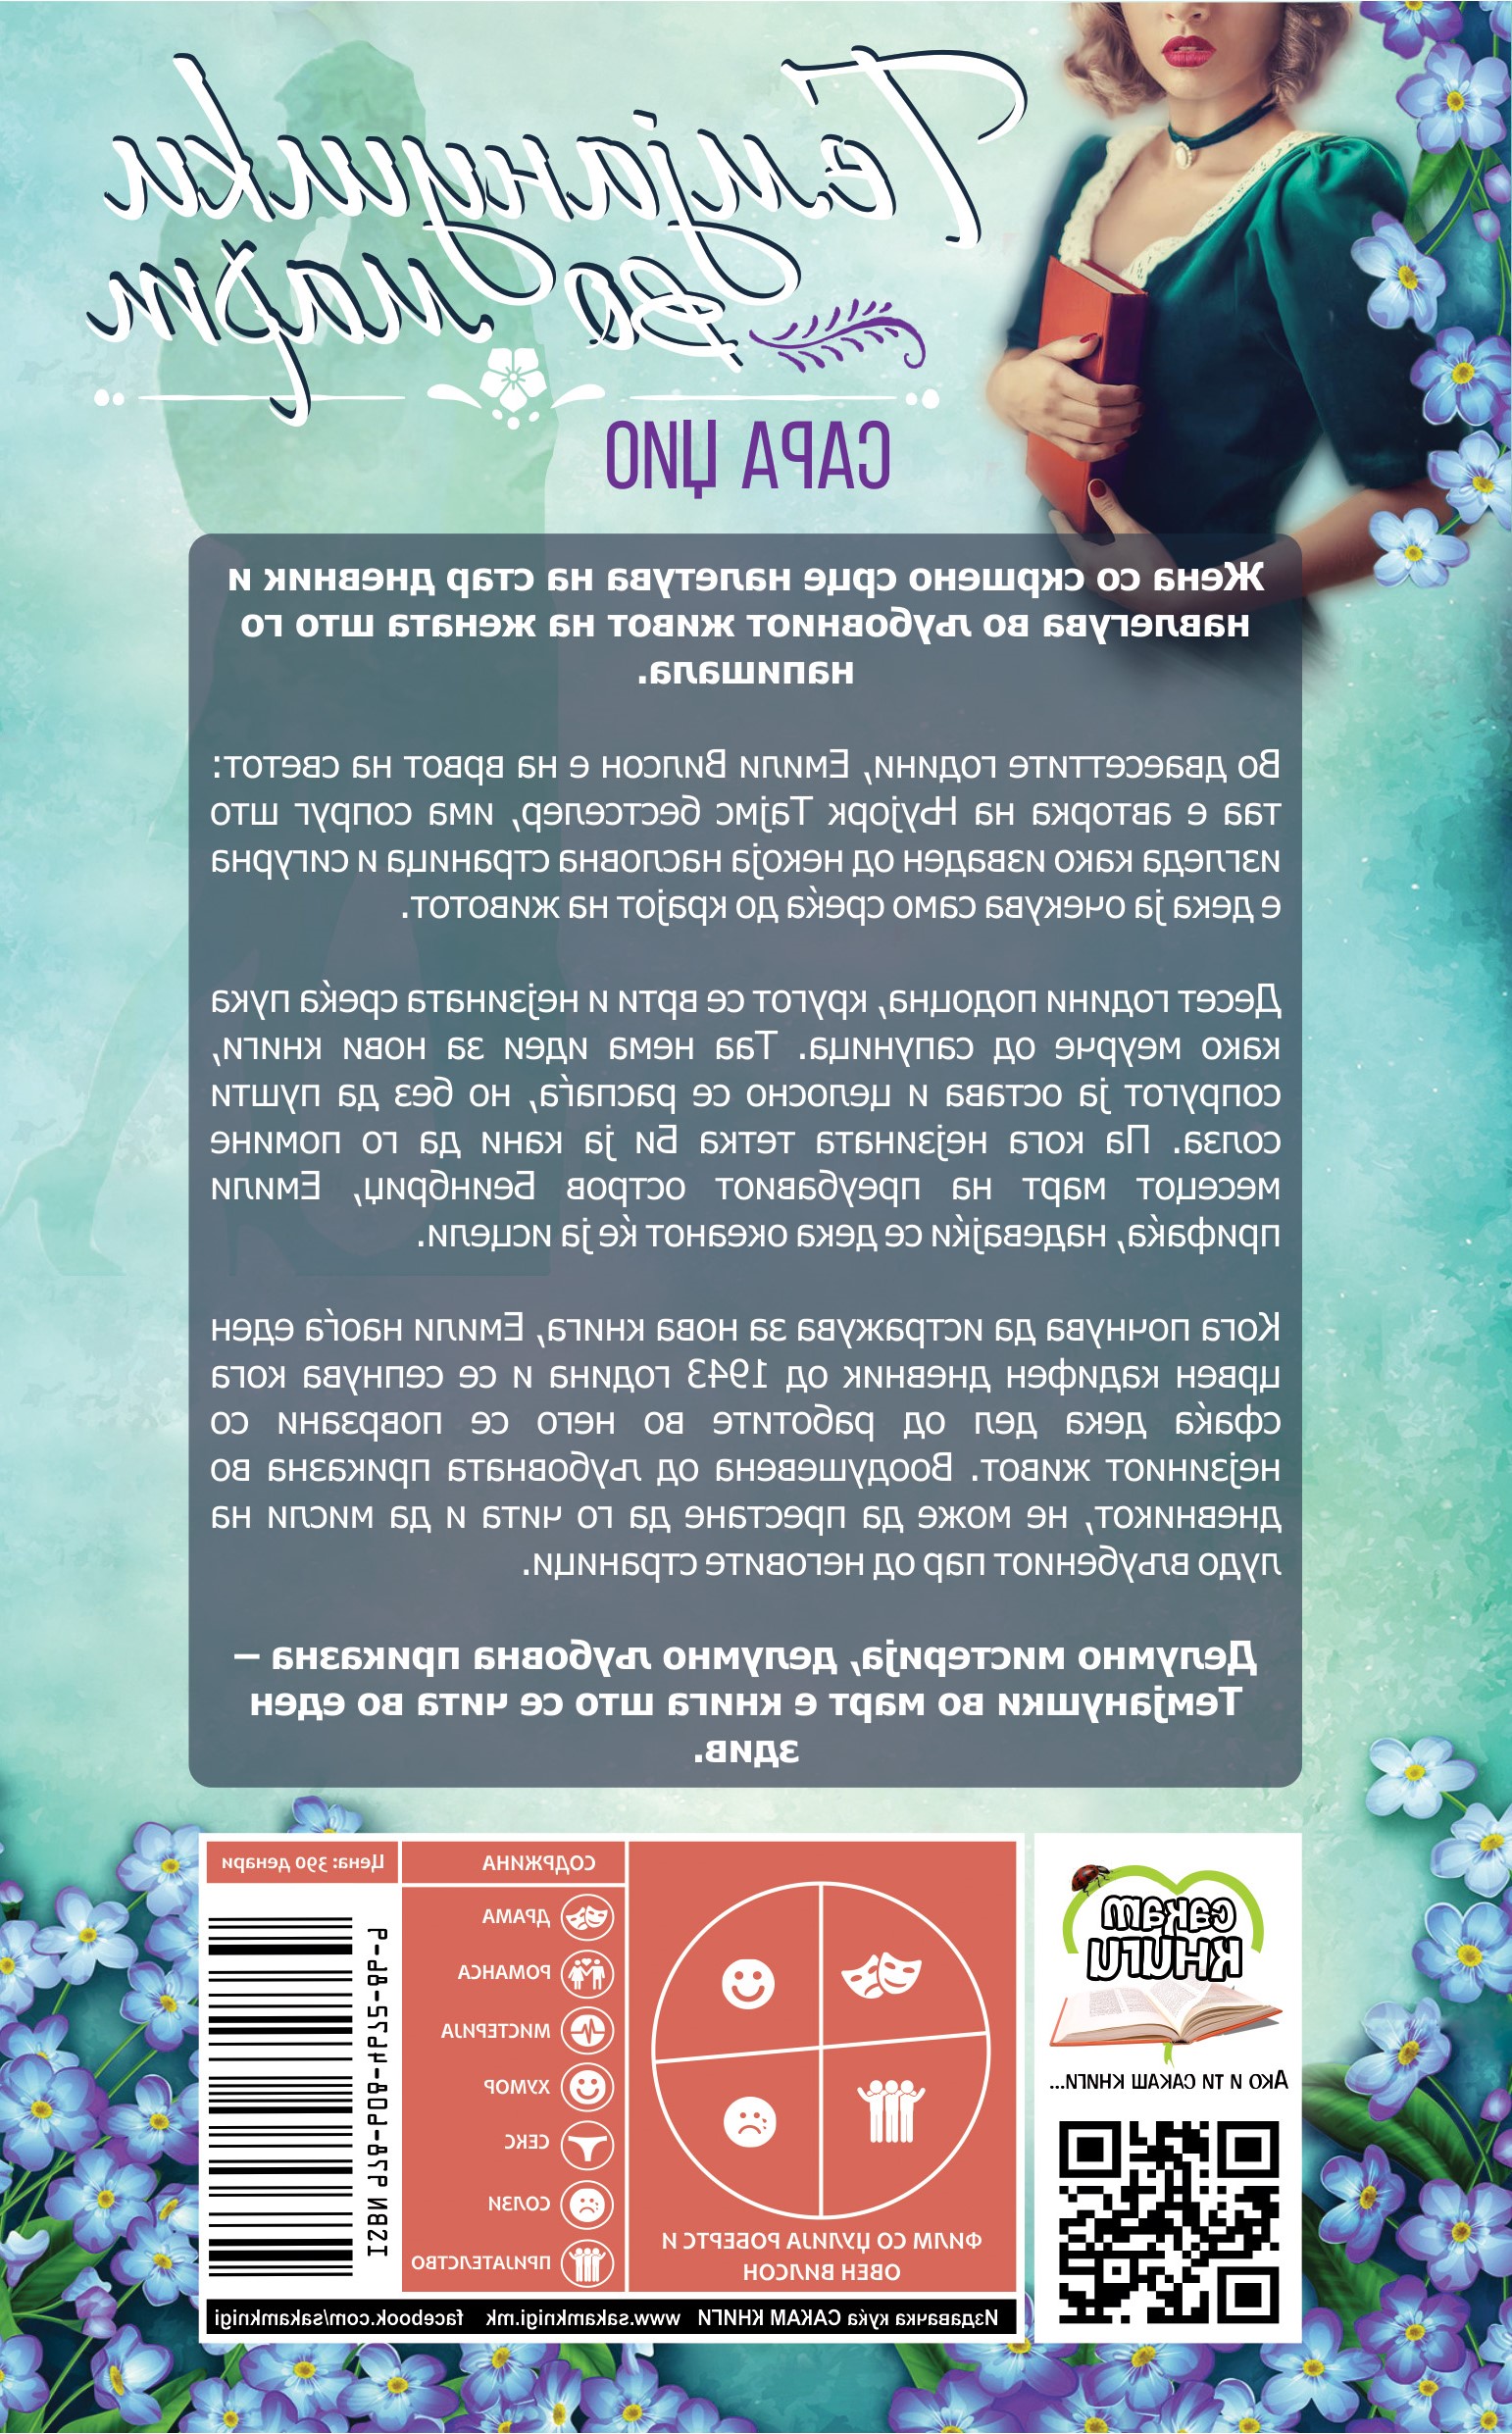 Темјанушки
во март
САРА ЏИО
Жена со скршено срце налетува на стар дневник и
навлегува во љубовниот живот на жената што го
напишала.
Во дваесеттите години, Емили Вилсон е на врвот на светот:
таа е авторка на Њујорк Тајмс бестселер, има сопруг што
изгледа како изваден од некоја насловна страница и сигурна
е дека ја очекува само среќа до крајот на животот.
Десет години подоцна, кругот се врти и нејзината среќа пука
како меурче од сапуница. Таа нема идеи за нови книги,
сопругот ја остава и целосно се распаѓа, но без да пушти
солза. Па кога нејзината тетка Би ја кани да го помине
месецот март на преубавиот остров Беинбриџ, Емили
прифаќа, надевајќи се дека океанот ќе ја исцели.
Кога почнува да истражува за нова книга, Емили наоѓа еден
црвен кадифен дневник од 1943 година и се сепнува кога
сфаќа дека дел од работите во него се поврзани со
нејзиниот живот. Воодушевена од љубовната приказна во
дневникот, не може да престане да го чита и да мисли на
лудо вљубениот пар од неговите страници.
Делумно мистерија, делумно љубовна приказна –
Темјанушки во март е книга што се чита во еден
здив.
сакам
книги
Ако и ти сакаш книги...
ФИЛМ СО ЏУЛИЈА РОБЕРТС И
ОВЕН ВИЛСОН
СОДРЖИНА
ДРАМА
РОМАНСА
МИСТЕРИЈА
ХУМОР
СЕКС
СОЛЗИ
ПРИЈАТЕЛСТВО
Цена: 390 денари
ISBN
Издавачка куќа САКАМ КНИГИ www.sakamknigi.mk facebook.com/sakamknigi